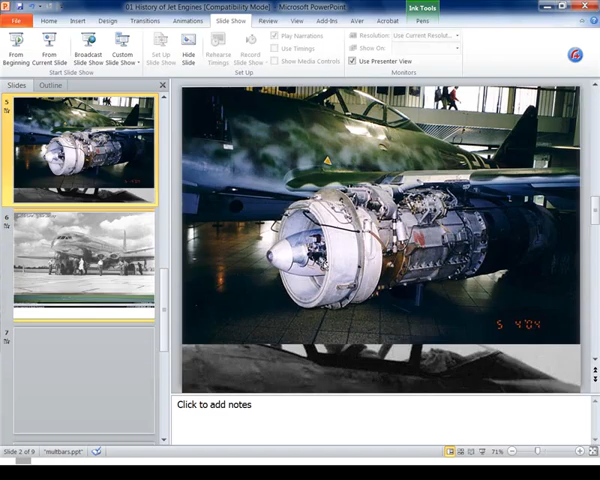 01 History of Jet Engines [Compatibility Mode] - Microsoft PowerPoint
Ink Tools
File Home Insert Design Transitions Animations Slide Show Review View Add-Ins AVer Acrobat Pens
From Beginning
From Current Slide
Broadcast Slide Show
Custom Slide Show
Set Up Slide Show
Hide Slide
Rehearse Timings
Record Slide Show
Play Narrations
Use Timings
Show Media Controls
Resolution: Use Current Resolut...
Show On:
Use Presenter View
Start Slide Show
Set Up
Monitors
Slides Outline
5
6
7
5 4'04
Click to add notes
Slide 2 of 9 "multbars.ppt" 71%